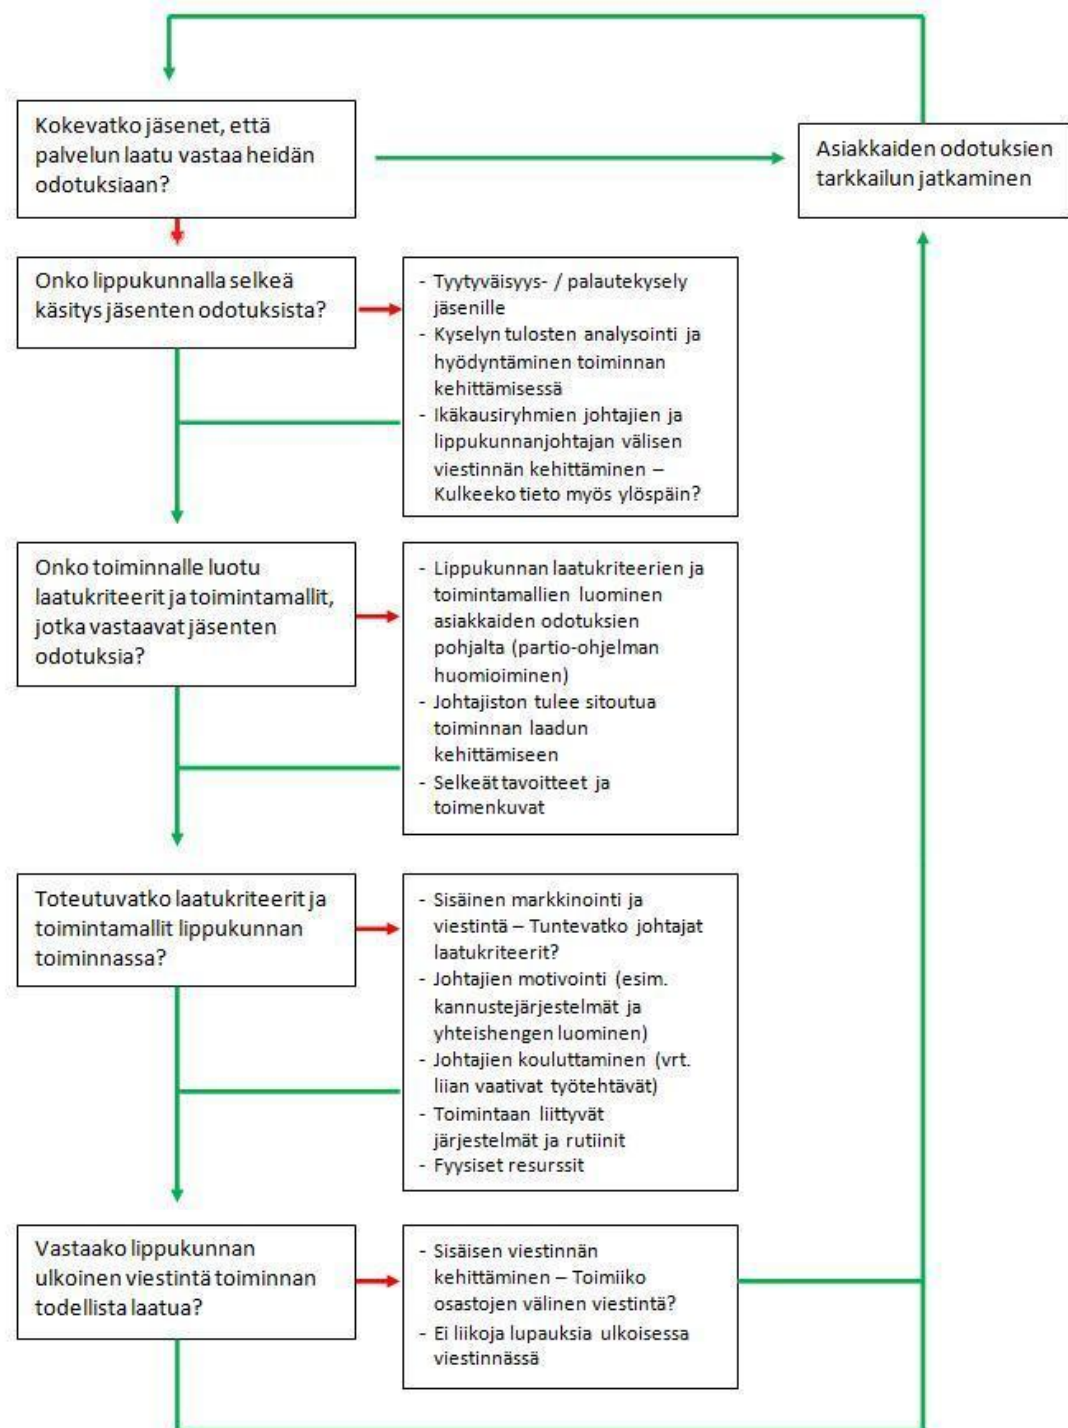 Kokevatko jäsenet, että
palvelun laatu vastaa heidän
odotuksiaan?
Asiakkaiden odotuksien
tarkkailun jatkaminen
Onko lippukunnalla selkeä
käsitys jäsenten odotuksista?
- Tyytyväisyys- / palautekysely
jäsenille
- Kyselyn tulosten analysointi ja
hyödyntäminen toiminnan
kehittämisessä
- Ikäkausiryhmien johtajien ja
lippukunnanjohtajan välisen
viestinnän kehittäminen –
Kulkeeko tieto myös ylöspäin?
Onko toiminnalle luotu
laatukriteerit ja toimintamallit,
jotka vastaavat jäsenten
odotuksia?
- Lippukunnan laatukriteerien ja
toimintamallien luominen
asiakkaiden odotuksien
pohjalta (partio-ohjelman
huomioiminen)
- Johtajiston tulee sitoutua
toiminnan laadun
kehittämiseen
- Selkeät tavoitteet ja
toimenkuvat
Toteutuvatko laatukriteerit ja
toimintamallit lippukunnan
toiminnassa?
- Sisäinen markkinointi ja
viestintä – Tuntevatko johtajat
laatukriteerit?
- Johtajien motivointi (esim.
kannustejärjestelmät ja
yhteishengen luominen)
- Johtajien kouluttaminen (vrt.
liian vaativat työtehtävät)
- Toimintaan liittyvät
järjestelmät ja rutiinit
- Fyysiset resurssit
Vastaako lippukunnan
ulkoinen viestintä toiminnan
todellista laatua?
- Sisäisen viestinnän
kehittäminen – Toimiiko
osastojen välinen viestintä?
- Ei liikoja lupauksia ulkoisessa
viestinnässä